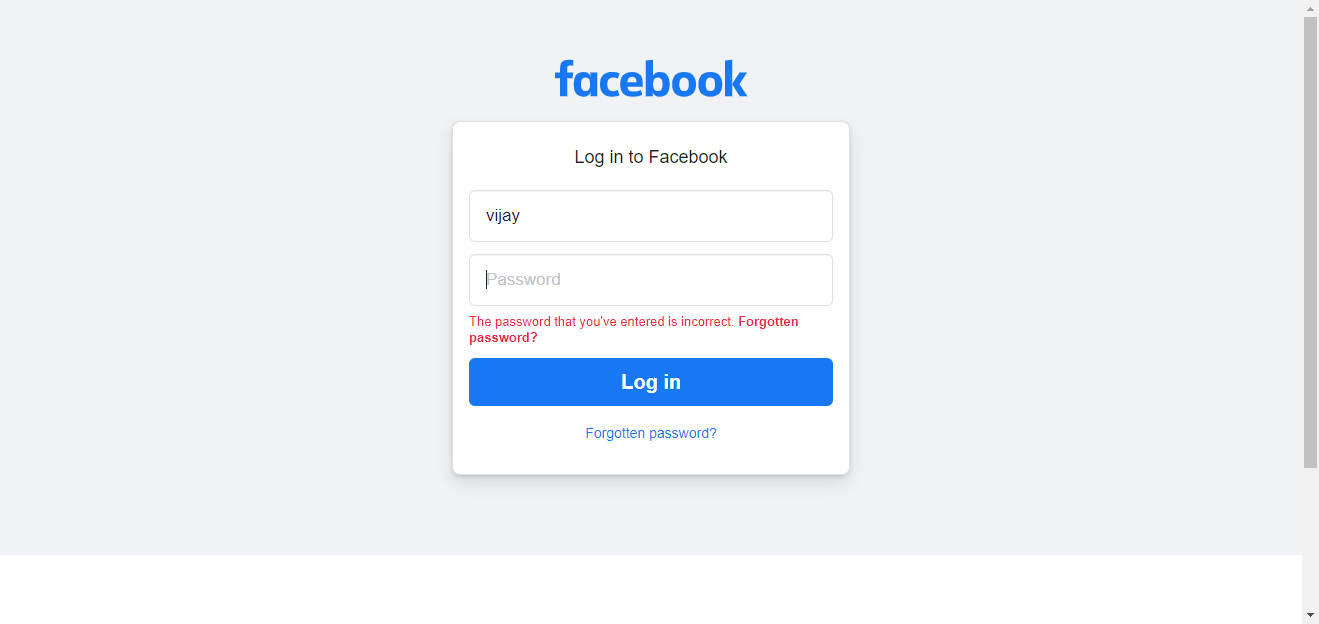 facebook
Log in to Facebook
vijay
Password
The password that you've entered is incorrect. Forgotten
password?
Log in
Forgotten password?